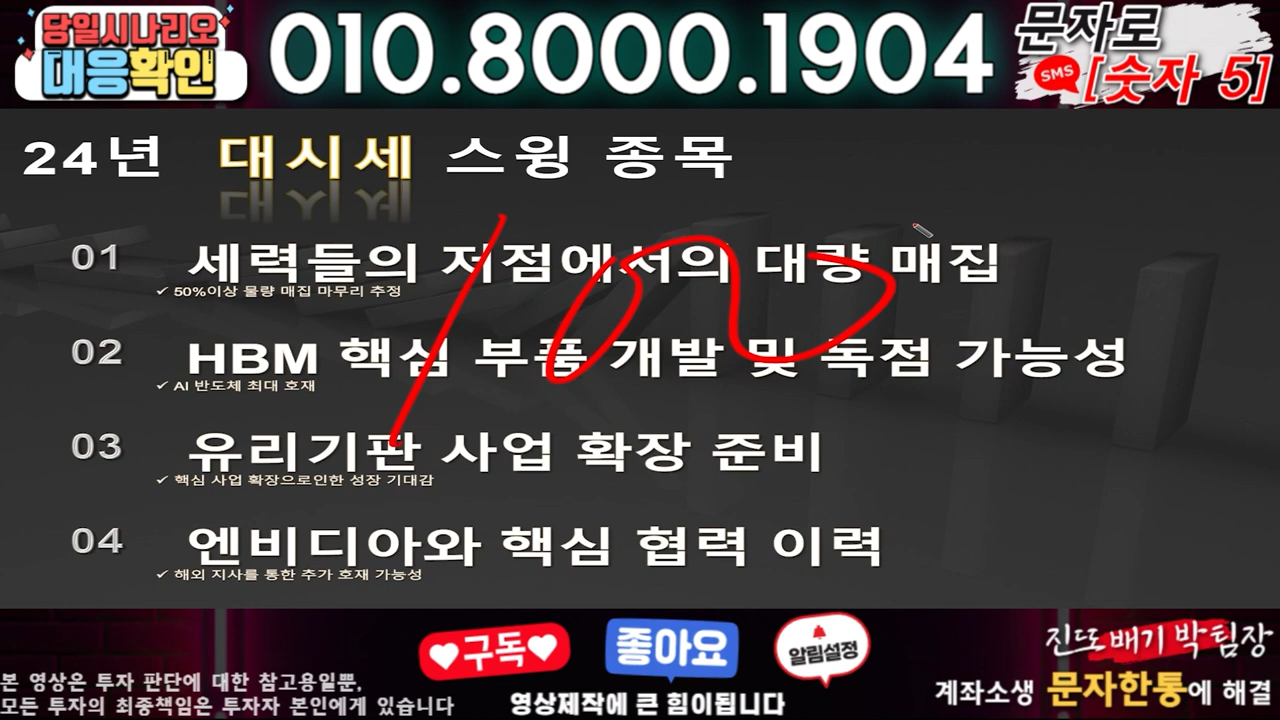 당일시나리오
대응확인
010.8000.1904
문자로
SMS [숫자 5]
24년 대시세 스윙 종목
01 세력들의 저점에서의 대량 매집
✓ 50%이상 물량 매집 마무리 추정
02 HBM 핵심 부품 개발 및 독점 가능성
✓ AI 반도체 최대 호재
03 유리기판 사업 확장 준비
✓ 핵심 사업 확장으로인한 성장 기대감
04 엔비디아와 핵심 협력 이력
✓ 해외 지사를 통한 추가 호재 가능성
100
구독
좋아요
알림설정
영상제작에 큰 힘이됩니다
본 영상은 투자 판단에 대한 참고용일뿐,
모든 투자의 최종책임은 투자자 본인에게 있습니다
진또배기 박팀장
계좌소생 문자한통에 해결